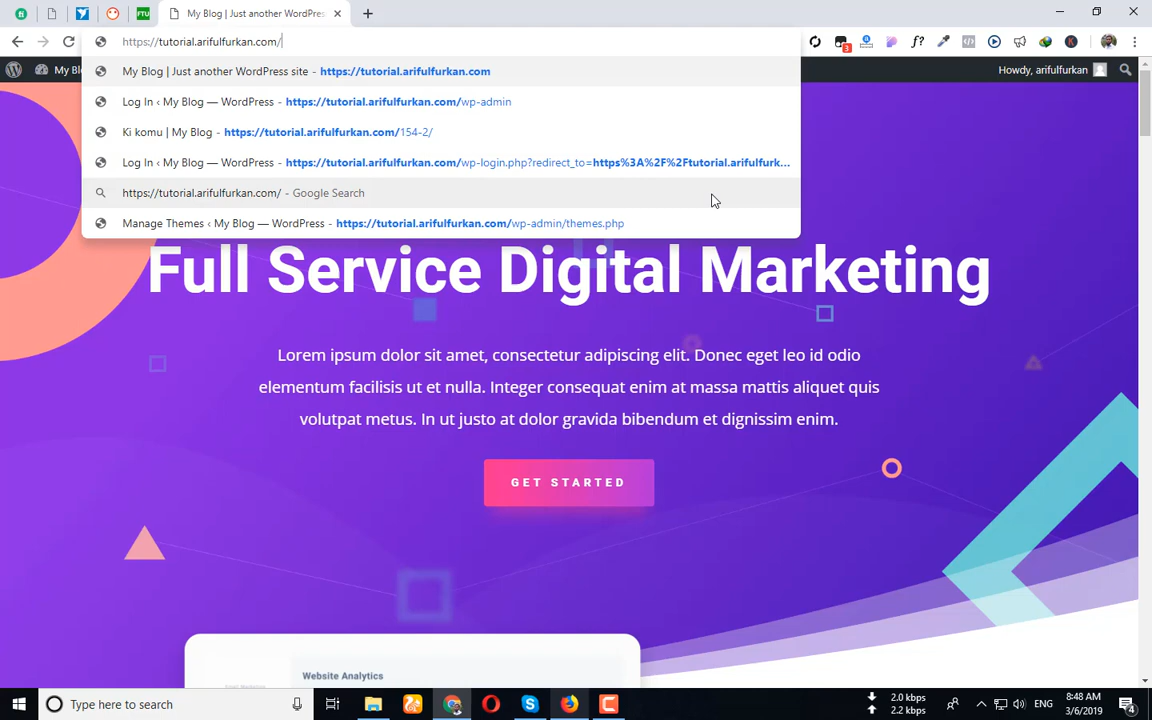 FTU
My Blog | Just another WordPres
https://tutorial.arifulfurkan.com/
3
f?
My Blog | Just another WordPress site - https://tutorial.arifulfurkan.com
My Bl
Howdy, arifulfurkan
Log In ‹ My Blog — WordPress - https://tutorial.arifulfurkan.com/wp-admin
Ki komu | My Blog - https://tutorial.arifulfurkan.com/154-2/
Log In ‹ My Blog — WordPress - https://tutorial.arifulfurkan.com/wp-login.php?redirect_to=https%3A%2F%2Ftutorial.arifulfurk...
https://tutorial.arifulfurkan.com/ - Google Search
Manage Themes ‹ My Blog — WordPress - https://tutorial.arifulfurkan.com/wp-admin/themes.php
Full Service Digital Marketing
Lorem ipsum dolor sit amet, consectetur adipiscing elit. Donec eget leo id odio
elementum facilisis ut et nulla. Integer consequat enim at massa mattis aliquet quis
volutpat metus. In ut justo at dolor gravida bibendum et dignissim enim.
GET STARTED
Website Analytics
Type here to search
2.0 kbps
2.2 kbps
ENG
8:48 AM
3/6/2019
4